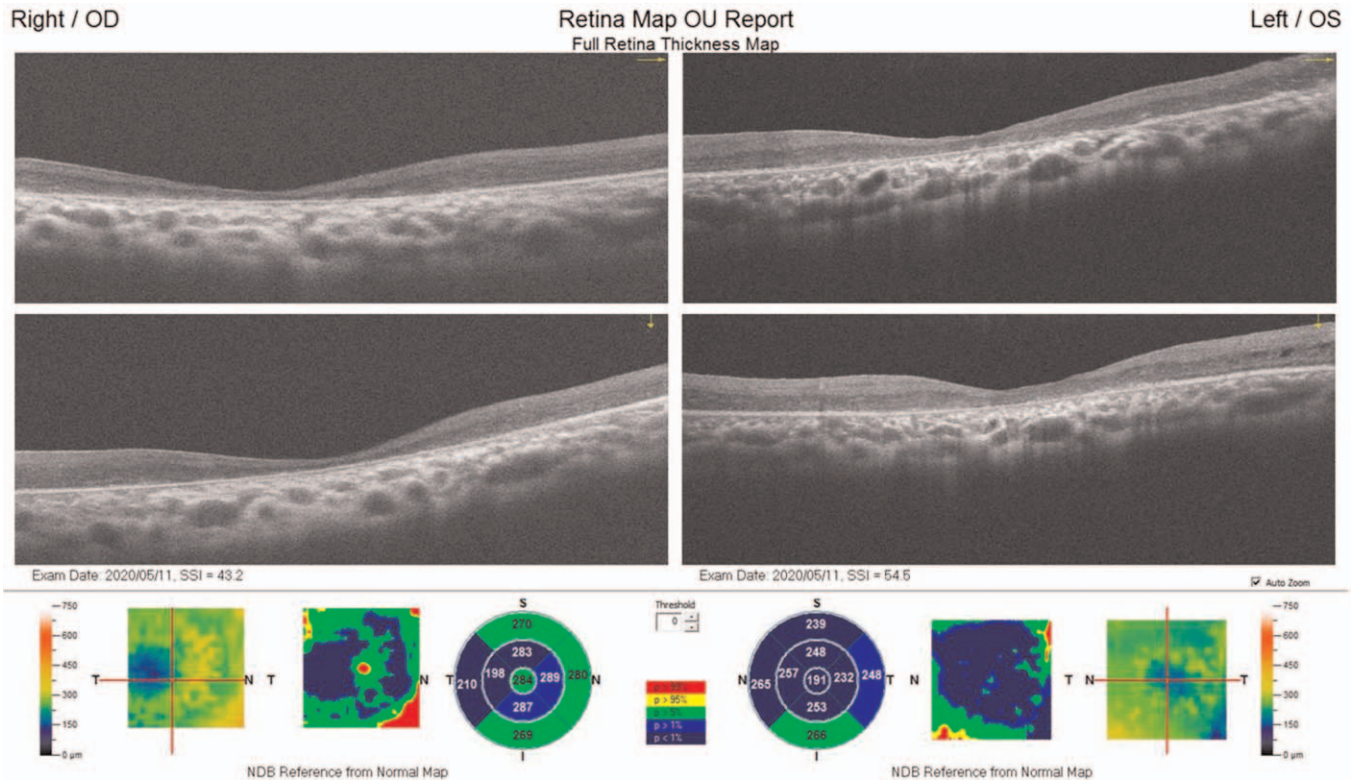 Right / OD
Retina Map OU Report
Left / OS
Full Retina Thickness Map
Exam Date: 2020/05/11, SSI = 43.2
Exam Date: 2020/05/11, SSI = 54.5
Auto Zoom
750
600
450
300
150
0 µm
T
N
T
N
S
270
283
210
198
284
289
280
287
269
I
Threshold
0
p > 95%
p > 5%
p > 1%
p < 1%
S
239
248
N
265
257
191
232
248
T
253
266
I
N
T
N
T
750
600
450
300
150
0 µm
NDB Reference from Normal Map
NDB Reference from Normal Map